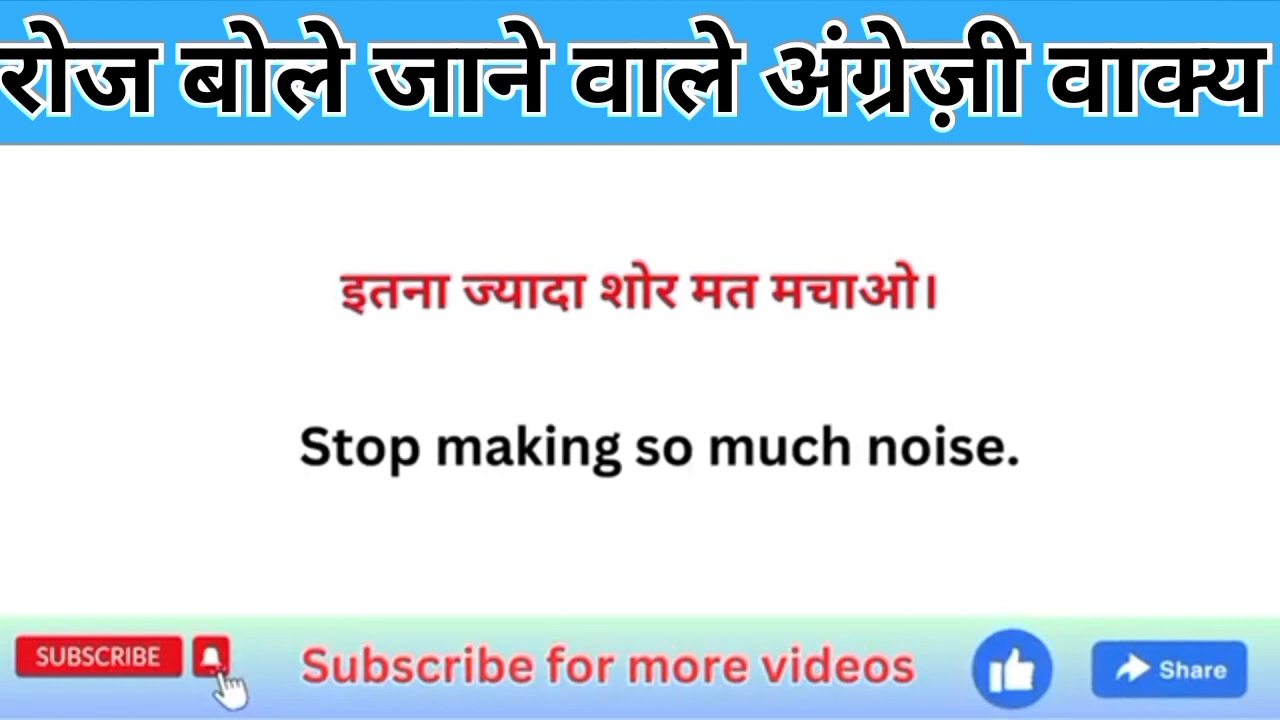 रोज बोले जाने वाले अंग्रेज़ी वाक्य
इतना ज्यादा शोर मत मचाओ।
Stop making so much noise.
SUBSCRIBE
Subscribe for more videos
Share